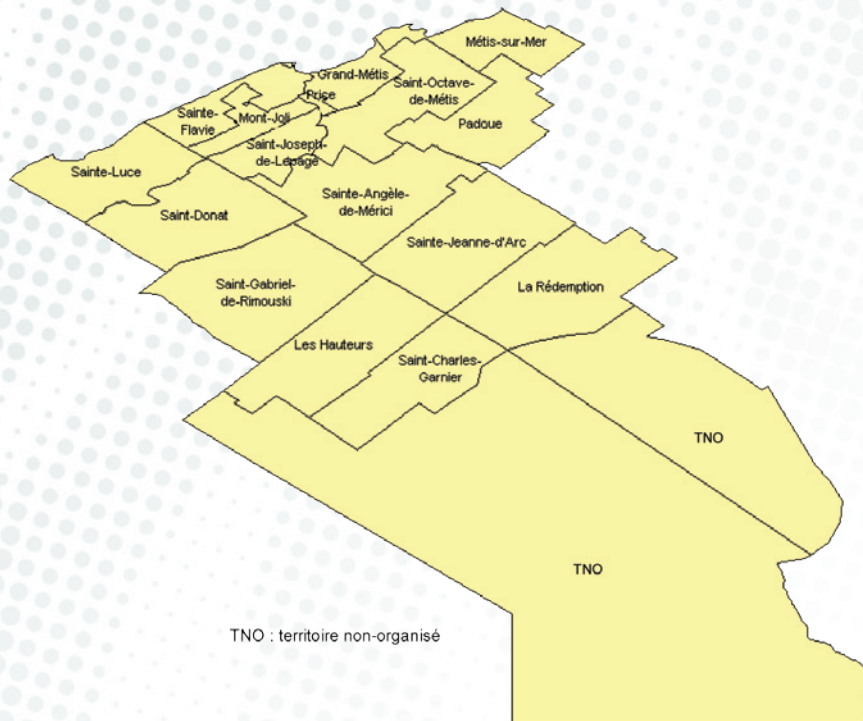 Métis-sur-Mer
Grand-Métis
Saint-Octave-
de-Métis
Price
Sainte-
Flavie
Mont-Joli
Padoue
Saint-Joseph-
de-Lepage
Sainte-Luce
Sainte-Angèle-
de-Mérici
Saint-Donat
Sainte-Jeanne-d'Arc
Saint-Gabriel-
de-Rimouski
La Rédemption
Les Hauteurs
Saint-Charles-
Garnier
TNO
TNO
TNO : territoire non-organisé